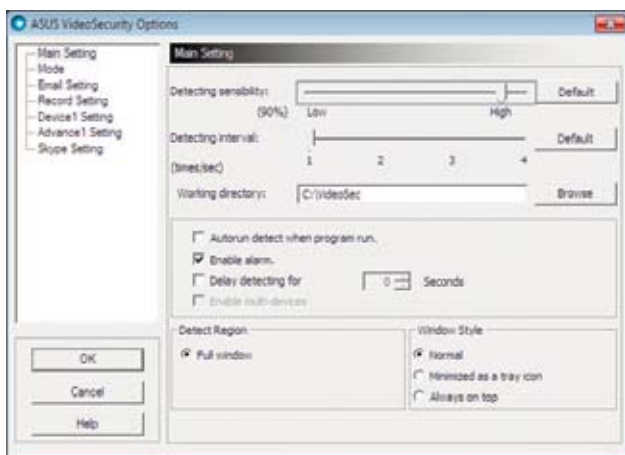 ASUS VideoSecurity Options
Main Setting
Mode
Email Setting
Record Setting
Device1 Setting
Advance1 Setting
Skype Setting
OK
Cancel
Help
Main Setting
Detecting sensibility:
(90%)
Low High
Default
Detecting interval:
(times/sec)
1 2 3 4
Default
Working directory:
C:\VideoSec
Browse
Autorun detect when program run.
Enable alarm.
Delay detecting for 0 Seconds
Enable multi-devices
Detect Region
Full window
Window Style
Normal
Minimized as a tray icon
Always on top